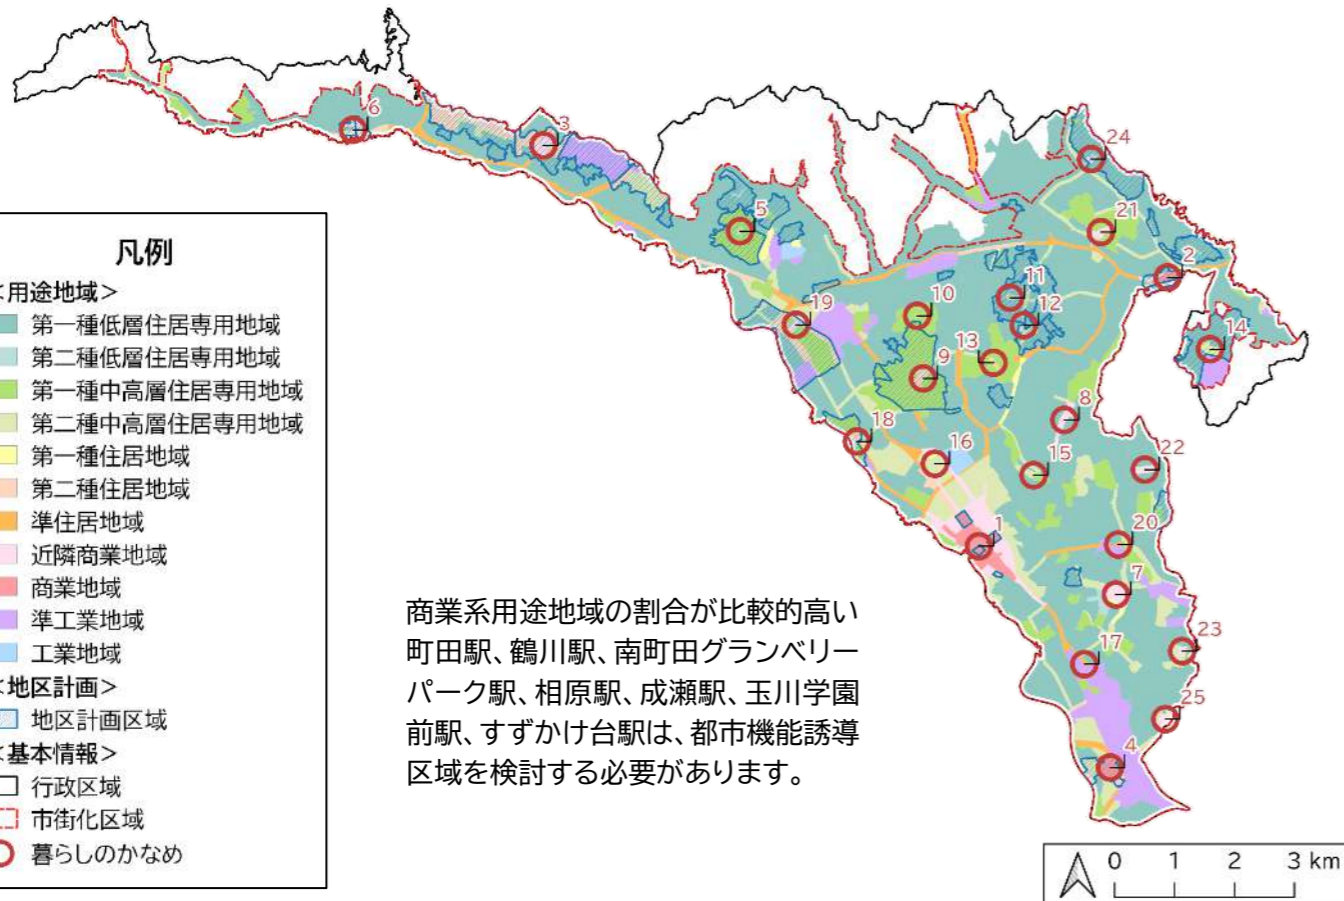 凡例
<用途地域>
第一種低層住居専用地域
第二種低層住居専用地域
第一種中高層住居専用地域
第二種中高層住居専用地域
第一種住居地域
第二種住居地域
準住居地域
近隣商業地域
商業地域
準工業地域
工業地域
<地区計画>
地区計画区域
<基本情報>
行政区域
市街化区域
暮らしのかなめ
6
3
5
24
21
2
11
10
12
19
14
13
9
8
18
16
15
22
1
20
7
17
23
25
4
商業系用途地域の割合が比較的高い
町田駅、鶴川駅、南町田グランベリー
パーク駅、相原駅、成瀬駅、玉川学園
前駅、すずかけ台駅は、都市機能誘導
区域を検討する必要があります。
0 1 2 3 km